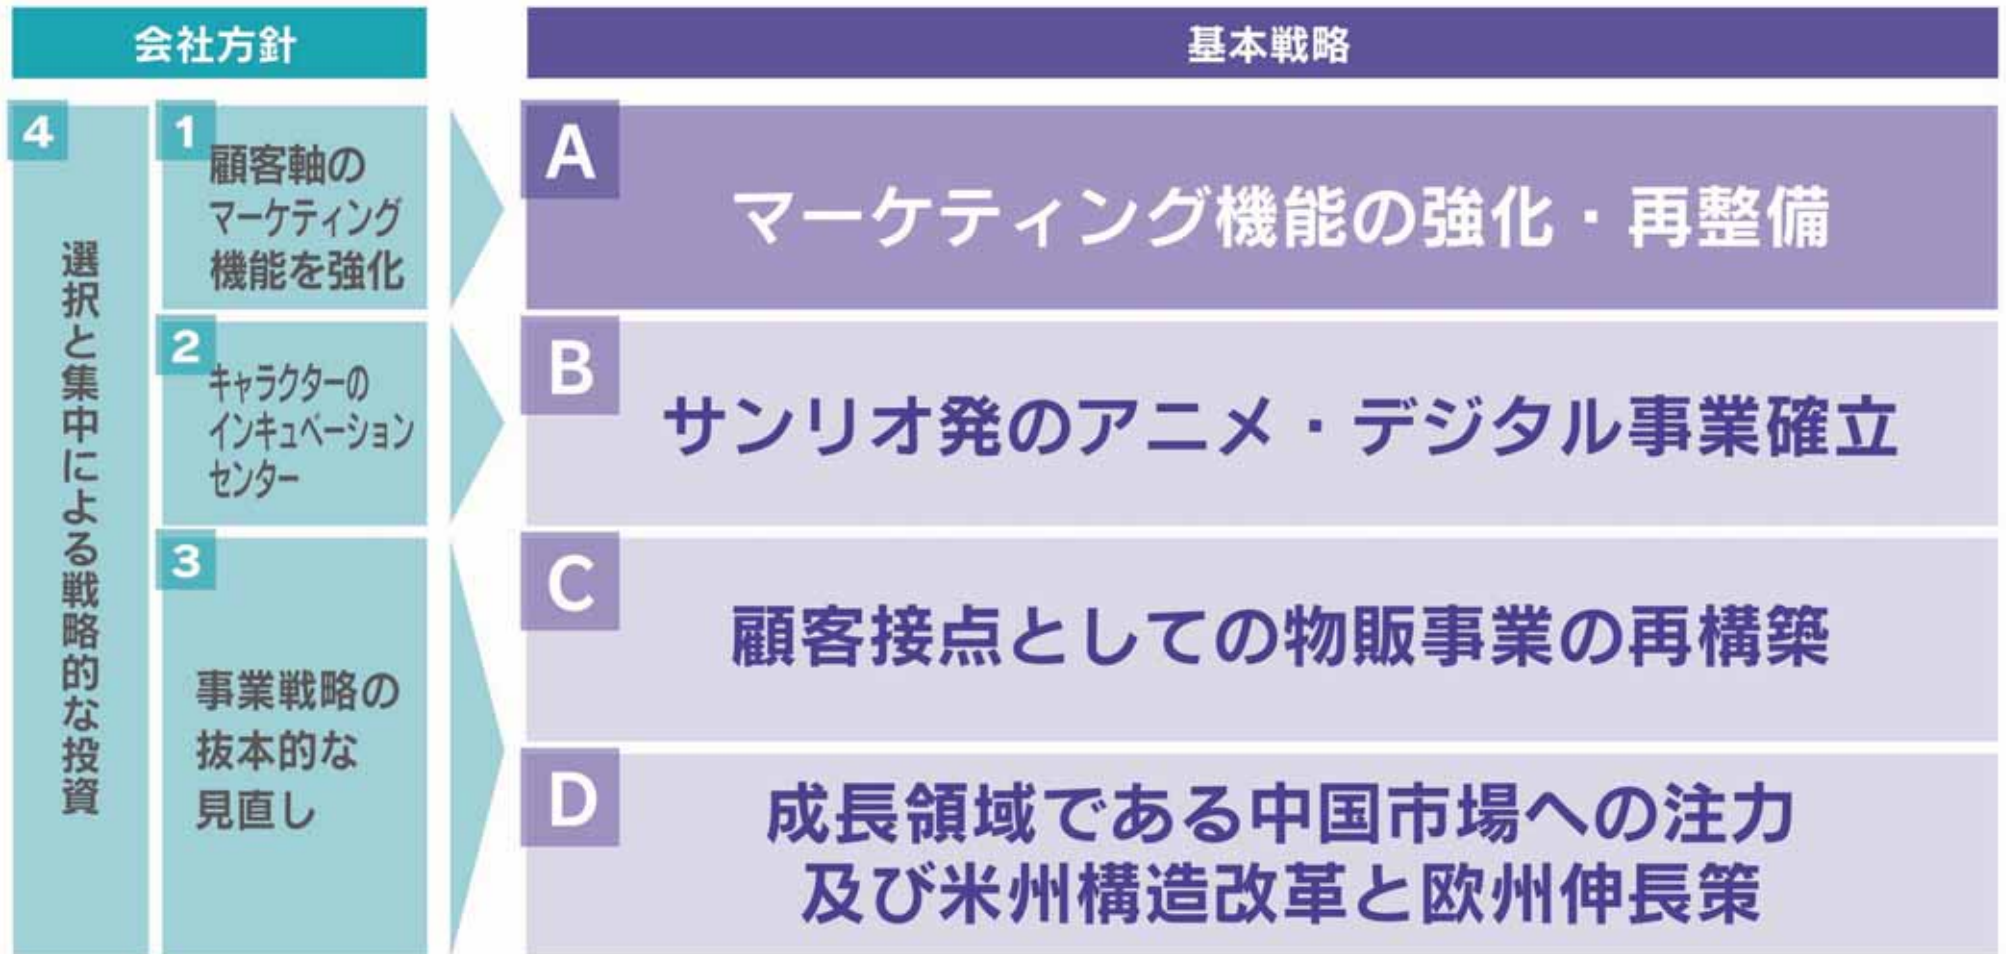 会社方針
基本戦略
4
選択と集中による戦略的な投資
1
顧客軸の
マーケティング
機能を強化
A
マーケティング機能の強化・再整備
2
キャラクターの
インキュベーション
センター
B
サンリオ発のアニメ・デジタル事業確立
3
事業戦略の
抜本的な
見直し
C
顧客接点としての物販事業の再構築
D
成長領域である中国市場への注力
及び米州構造改革と欧州伸長策